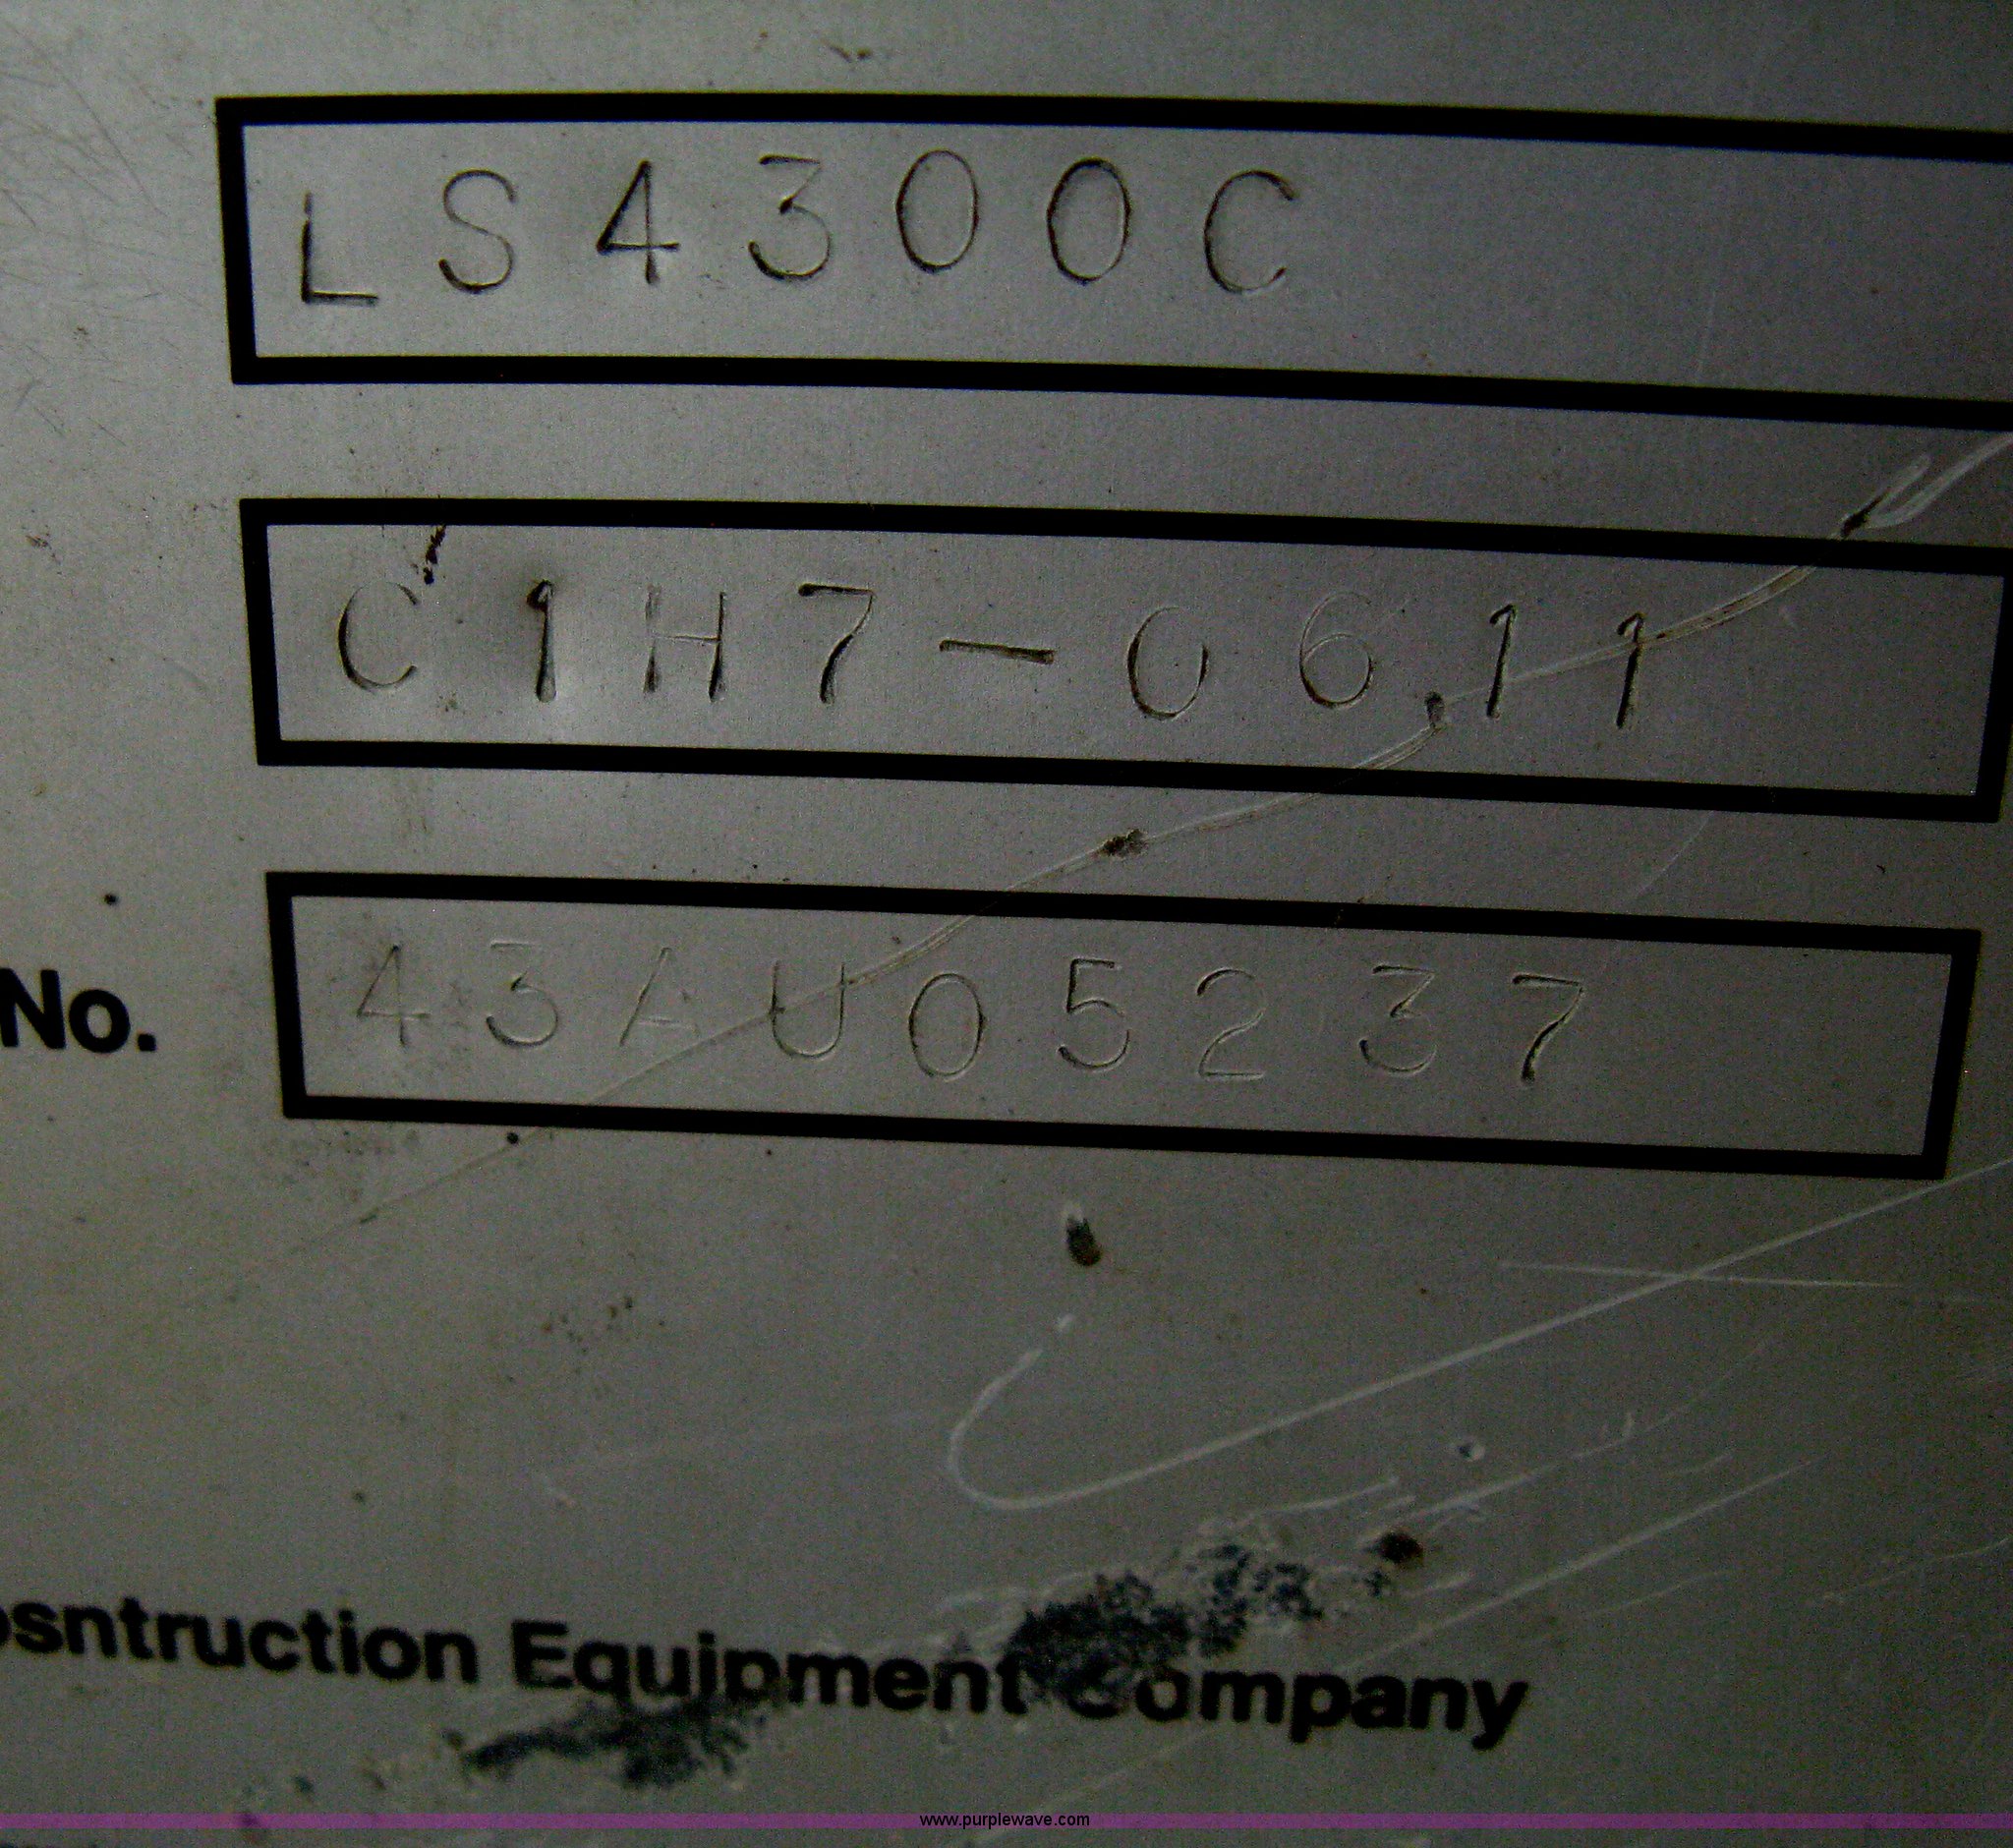 LS4300C
C1H7-0611
No. 43AU05237
osntruction Equipment Company
www.purplewave.com